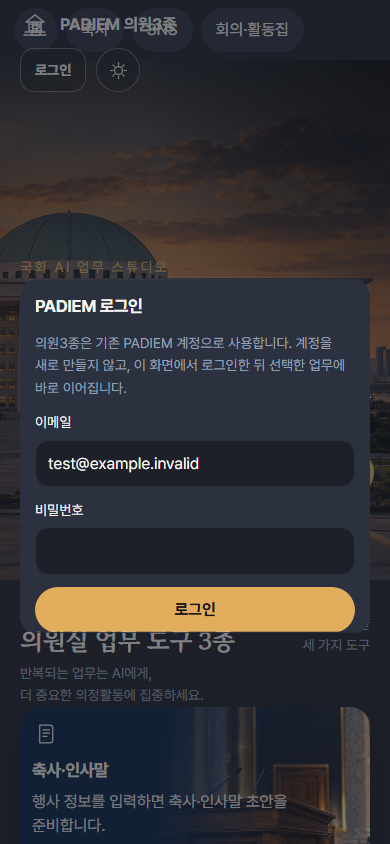 홈
축사
SNS
회의·활동집
PADIEM 의원3종
로그인
국회 AI 업무 스튜디오
PADIEM 로그인
의원3종은 기존 PADIEM 계정으로 사용합니다. 계정을
새로 만들지 않고, 이 화면에서 로그인한 뒤 선택한 업무에
바로 이어집니다.
이메일
test@example.invalid
비밀번호
로그인
의원실 업무 도구 3종
세 가지 도구
반복되는 업무는 AI에게,
더 중요한 의정활동에 집중하세요.
축사·인사말
행사 정보를 입력하면 축사·인사말 초안을
준비합니다.